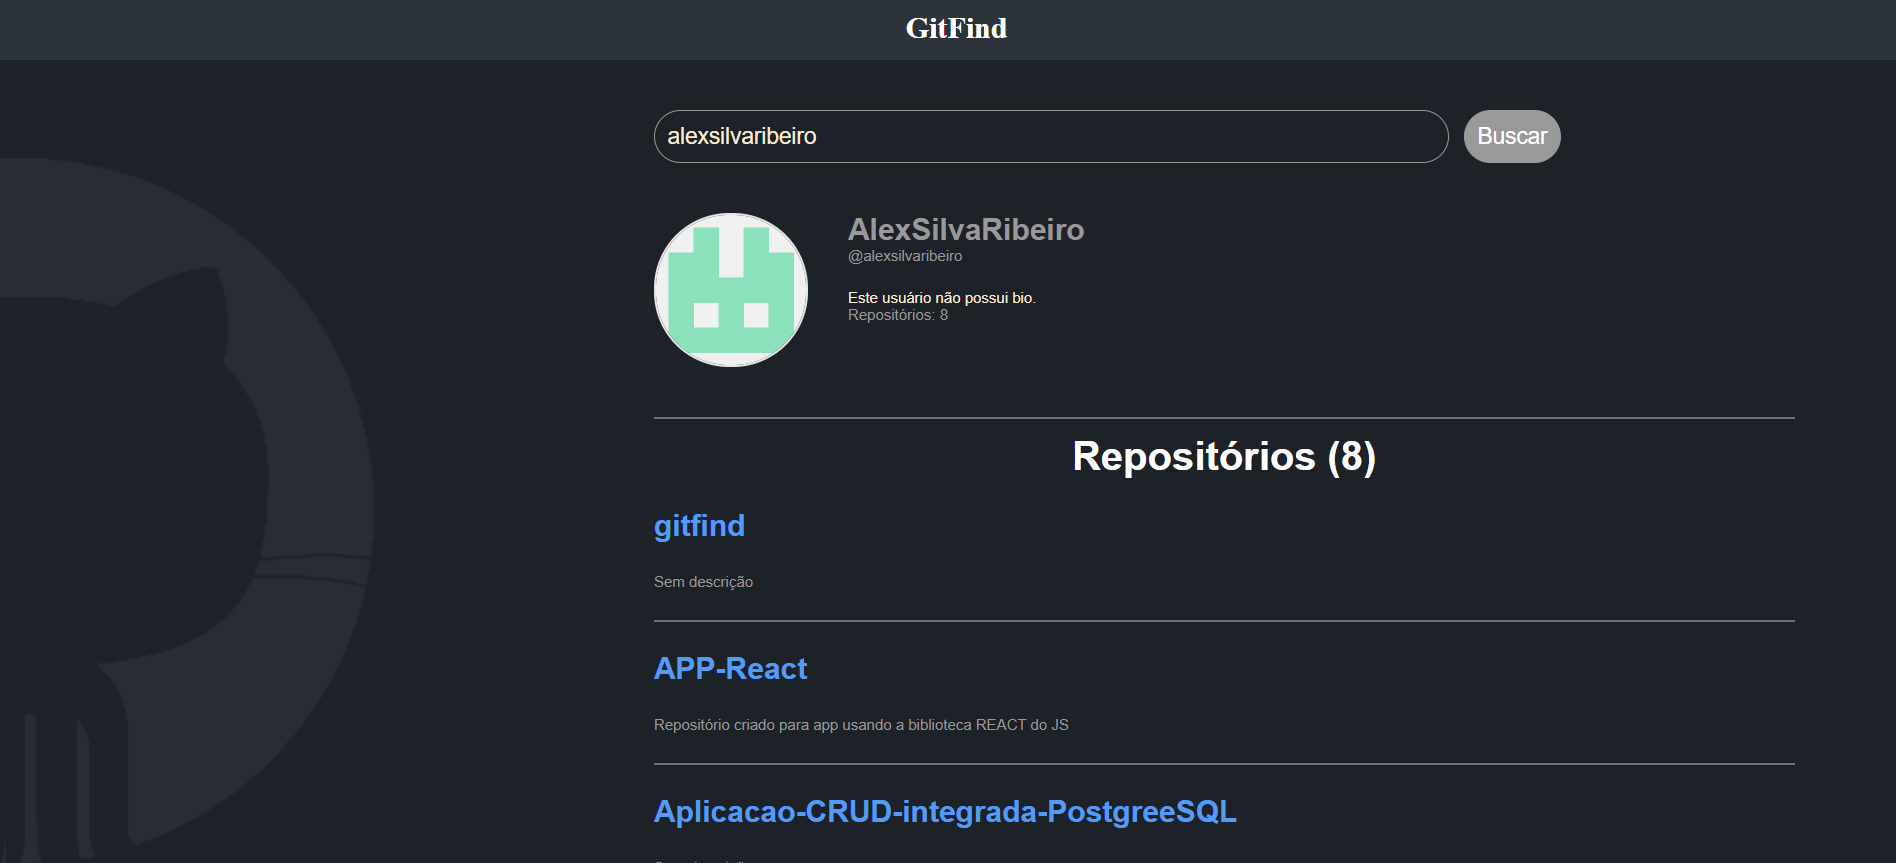 GitFind
alexsilvaribeiro
Buscar
AlexSilvaRibeiro
@alexsilvaribeiro
Este usuário não possui bio.
Repositórios: 8
Repositórios (8)
gitfind
Sem descrição
APP-React
Repositório criado para app usando a biblioteca REACT do JS
Aplicacao-CRUD-integrada-PostgreeSQL